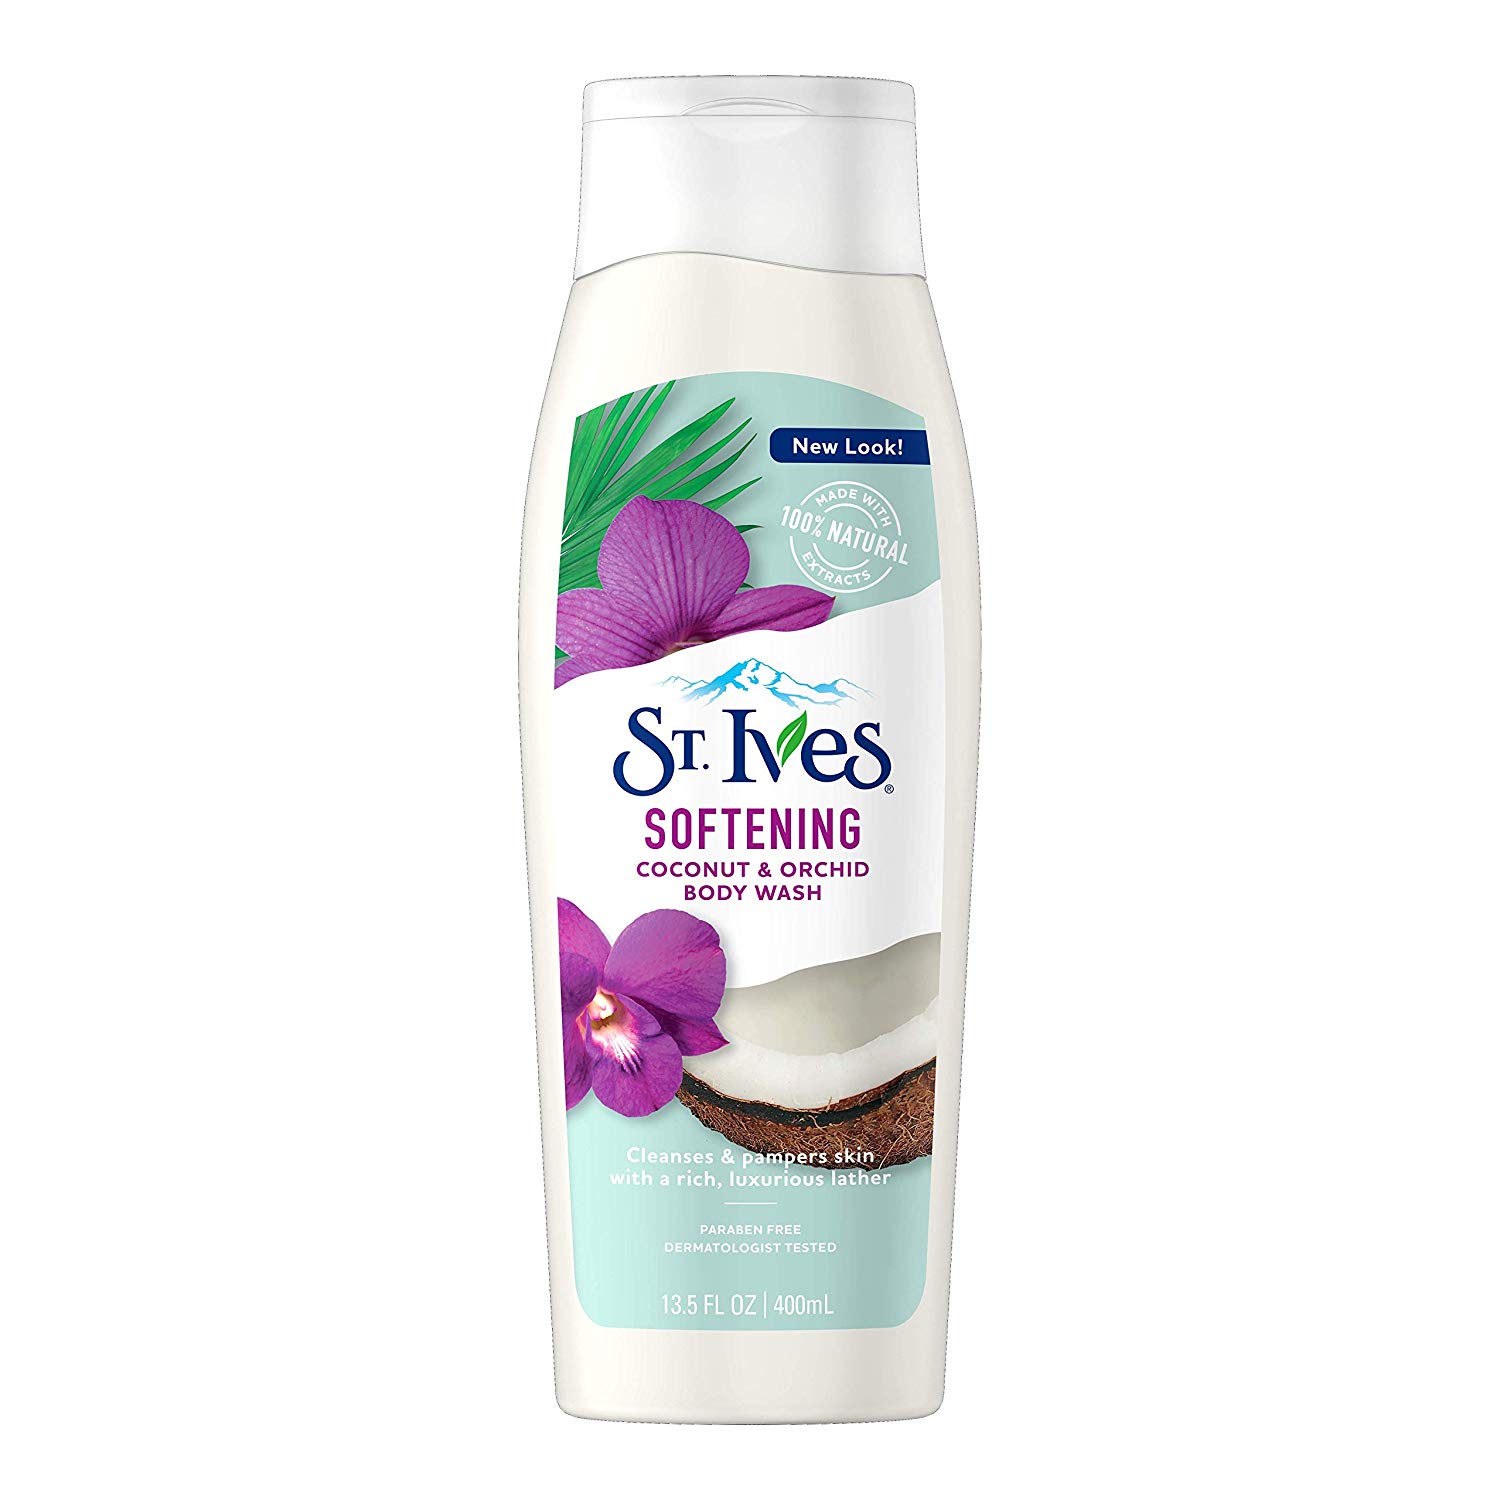 New Look!
MADE WITH
100% NATURAL
EXTRACTS
ST. Ives®
SOFTENING
COCONUT & ORCHID
BODY WASH
Cleanses & pampers skin
with a rich, luxurious lather
PARABEN FREE
DERMATOLOGIST TESTED
13.5 FL OZ | 400mL